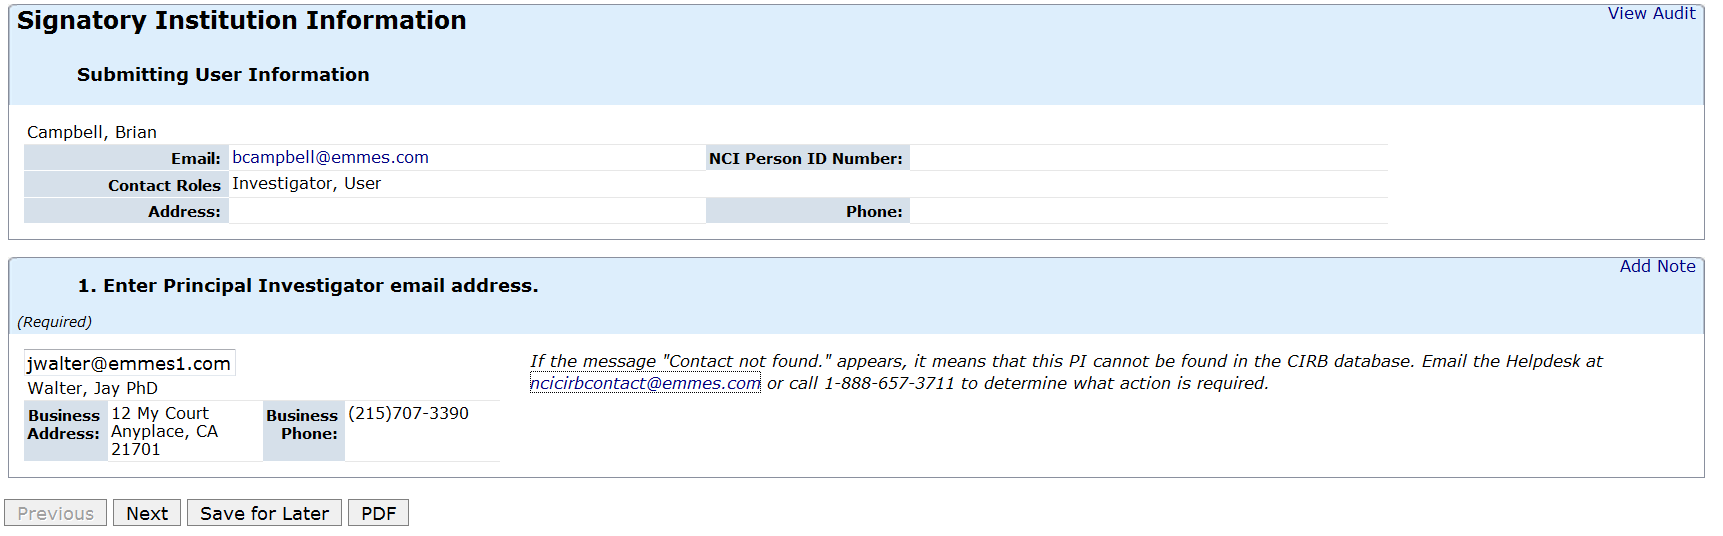 Signatory Institution Information
View Audit
Submitting User Information
Campbell, Brian
Email: bcampbell@emmes.com NCI Person ID Number:
Contact Roles Investigator, User
Address: Phone:
Add Note
1. Enter Principal Investigator email address.
(Required)
jwalter@emmes1.com
Walter, Jay PhD
Business Address: 12 My Court
Anyplace, CA
21701
Business Phone: (215)707-3390
If the message "Contact not found." appears, it means that this PI cannot be found in the CIRB database. Email the Helpdesk at
ncicirbcontact@emmes.com or call 1-888-657-3711 to determine what action is required.
Previous Next Save for Later PDF